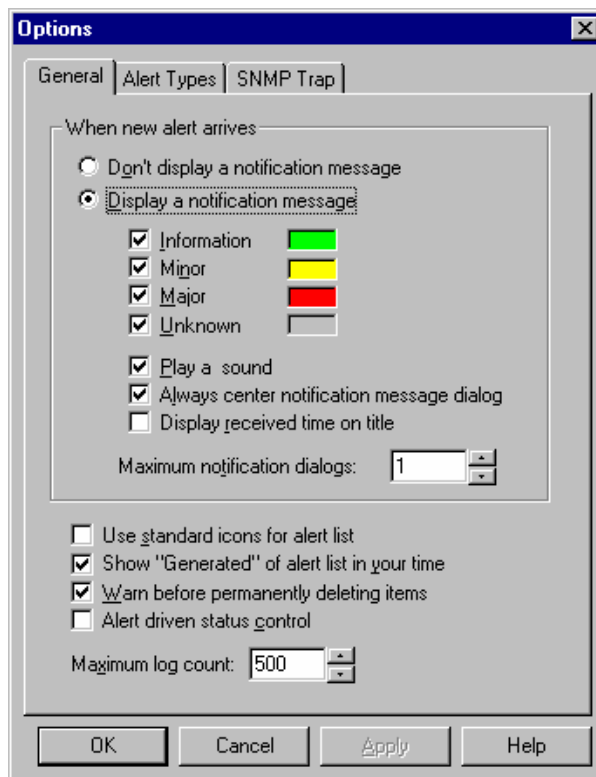 Options
General Alert Types SNMP Trap
When new alert arrives
Don't display a notification message
Display a notification message
Information
Minor
Major
Unknown
Play a sound
Always center notification message dialog
Display received time on title
Maximum notification dialogs: 1
Use standard icons for alert list
Show "Generated" of alert list in your time
Warn before permanently deleting items
Alert driven status control
Maximum log count: 500
OK Cancel Apply Help